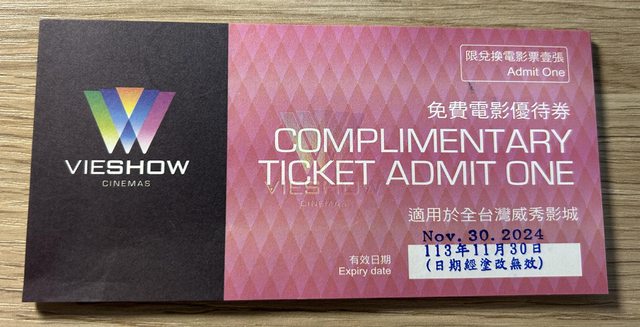 VIESHOW
CINEMAS
限兌換電影票壹張
Admit One
免費電影優待券
COMPLIMENTARY
TICKET ADMIT ONE
VIESHOW
CINEMAS
適用於全台灣威秀影城
Nov. 30. 2024
有效日期
Expiry date
113年11月30日
(日期經塗改無效)